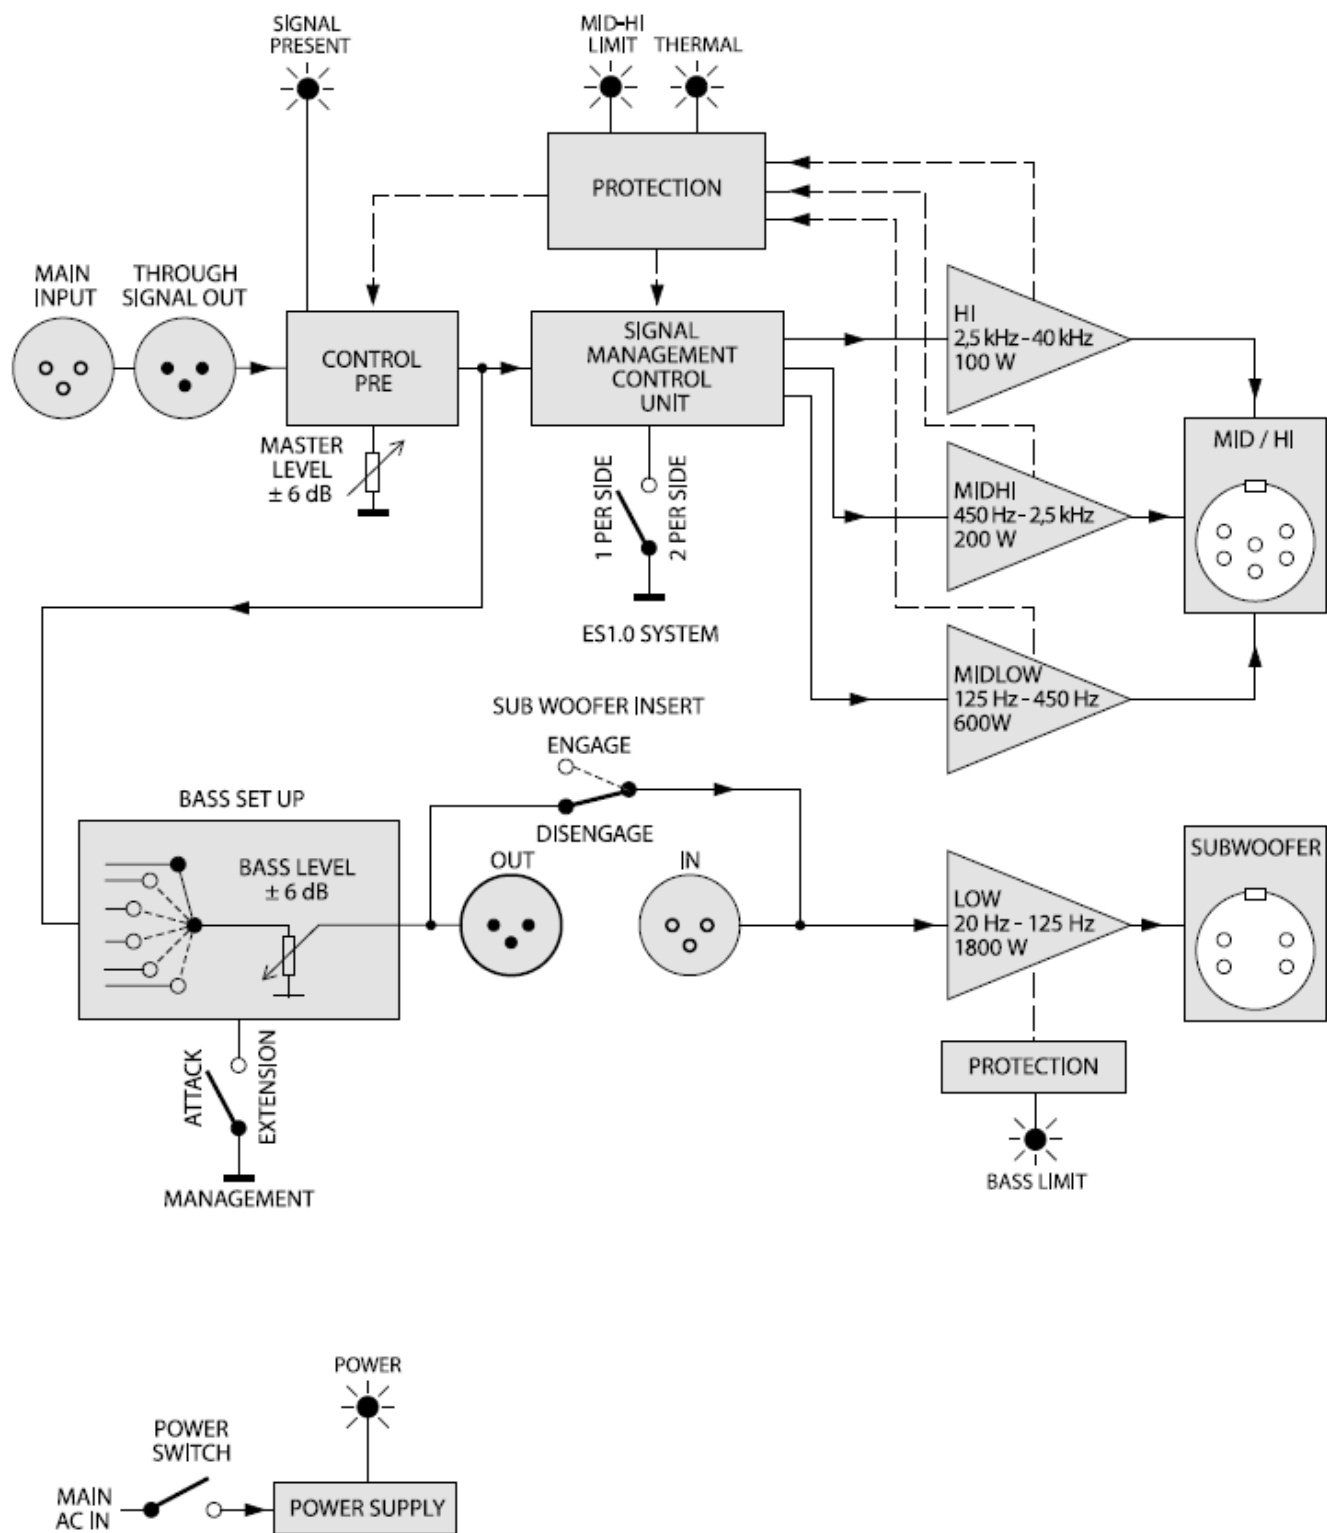 SIGNAL
PRESENT
MID-HI
LIMIT
THERMAL
PROTECTION
MAIN
INPUT
THROUGH
SIGNAL OUT
CONTROL
PRE
SIGNAL
MANAGEMENT
CONTROL
UNIT
HI
2,5 kHz - 40 kHz
100 W
MASTER
LEVEL
± 6 dB
1 PER SIDE
2 PER SIDE
ES1.0 SYSTEM
MIDHI
450 Hz - 2,5 kHz
200 W
MID / HI
MIDLOW
125 Hz - 450 Hz
600W
SUB WOOFER INSERT
ENGAGE
DISENGAGE
BASS SET UP
BASS LEVEL
± 6 dB
OUT
IN
LOW
20 Hz - 125 Hz
1800 W
SUBWOOFER
ATTACK
EXTENSION
MANAGEMENT
PROTECTION
BASS LIMIT
POWER
POWER
SWITCH
MAIN
AC IN
POWER SUPPLY